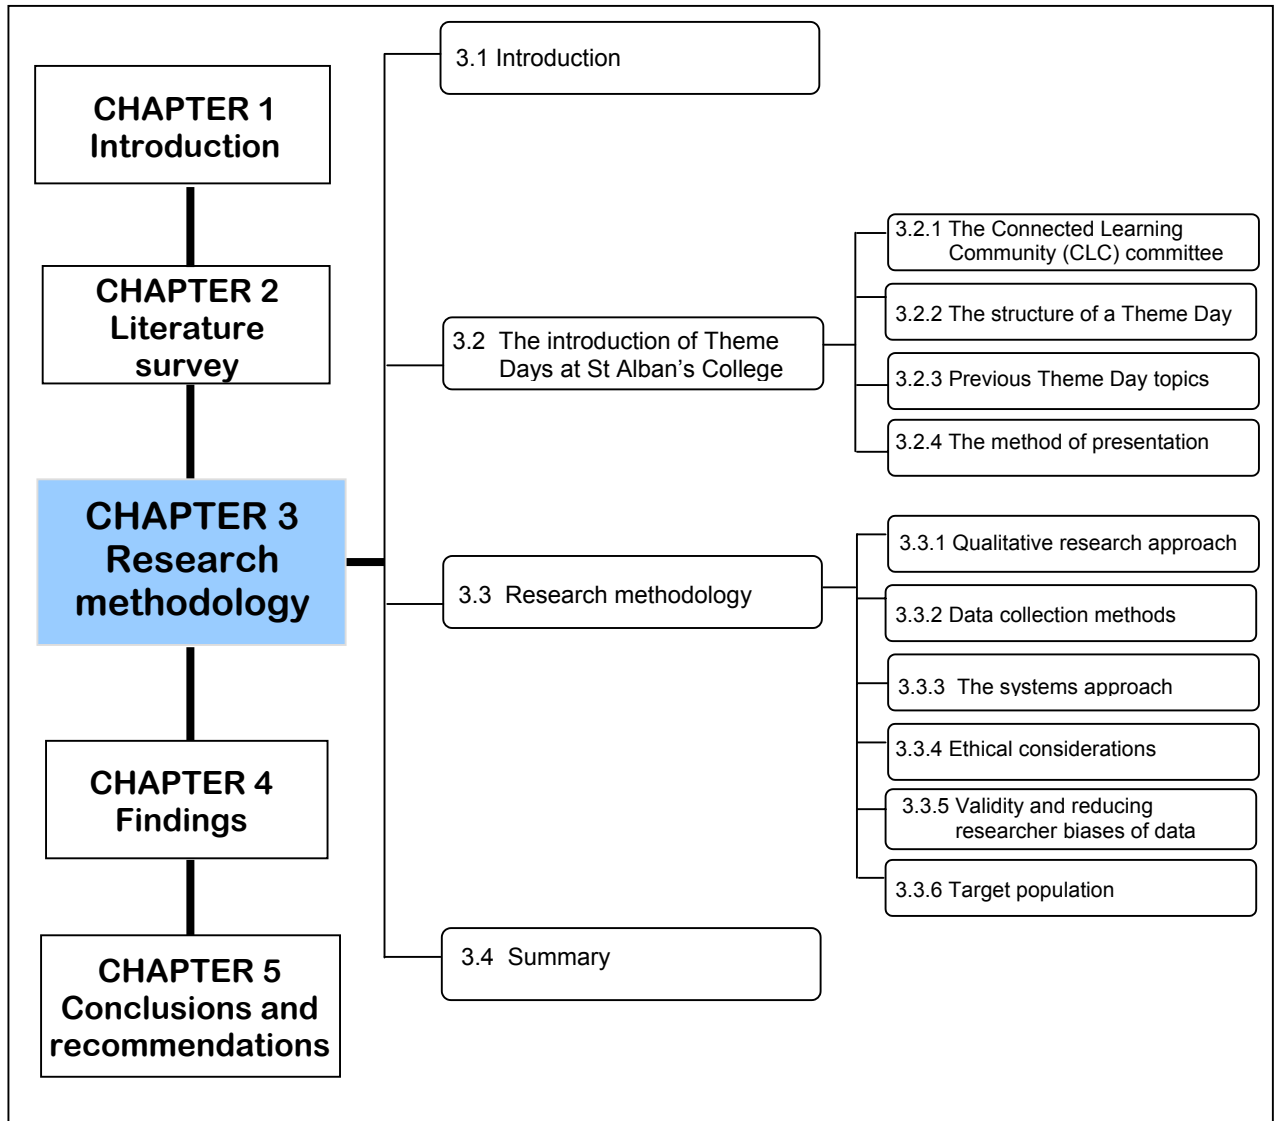 CHAPTER 1
Introduction
CHAPTER 2
Literature
survey
CHAPTER 3
Research
methodology
CHAPTER 4
Findings
CHAPTER 5
Conclusions and
recommendations
3.1 Introduction
3.2 The introduction of Theme
Days at St Alban’s College
3.2.1 The Connected Learning
Community (CLC) committee
3.2.2 The structure of a Theme Day
3.2.3 Previous Theme Day topics
3.2.4 The method of presentation
3.3 Research methodology
3.3.1 Qualitative research approach
3.3.2 Data collection methods
3.3.3 The systems approach
3.3.4 Ethical considerations
3.3.5 Validity and reducing
researcher biases of data
3.3.6 Target population
3.4 Summary